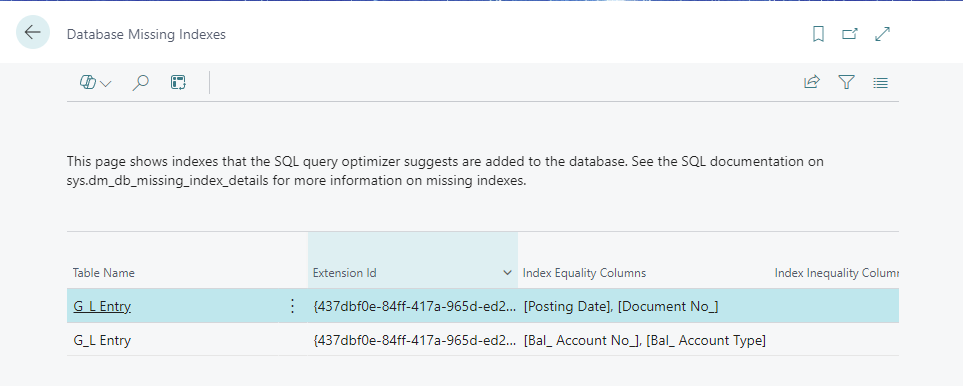 Database Missing Indexes
This page shows indexes that the SQL query optimizer suggests are added to the database. See the SQL documentation on
sys.dm_db_missing_index_details for more information on missing indexes.
Table Name Extension Id Index Equality Columns Index Inequality Colum
G_L Entry {437dbf0e-84ff-417a-965d-ed2... [Posting Date], [Document No_]
G_L Entry {437dbf0e-84ff-417a-965d-ed2... [Bal_ Account No_], [Bal_ Account Type]